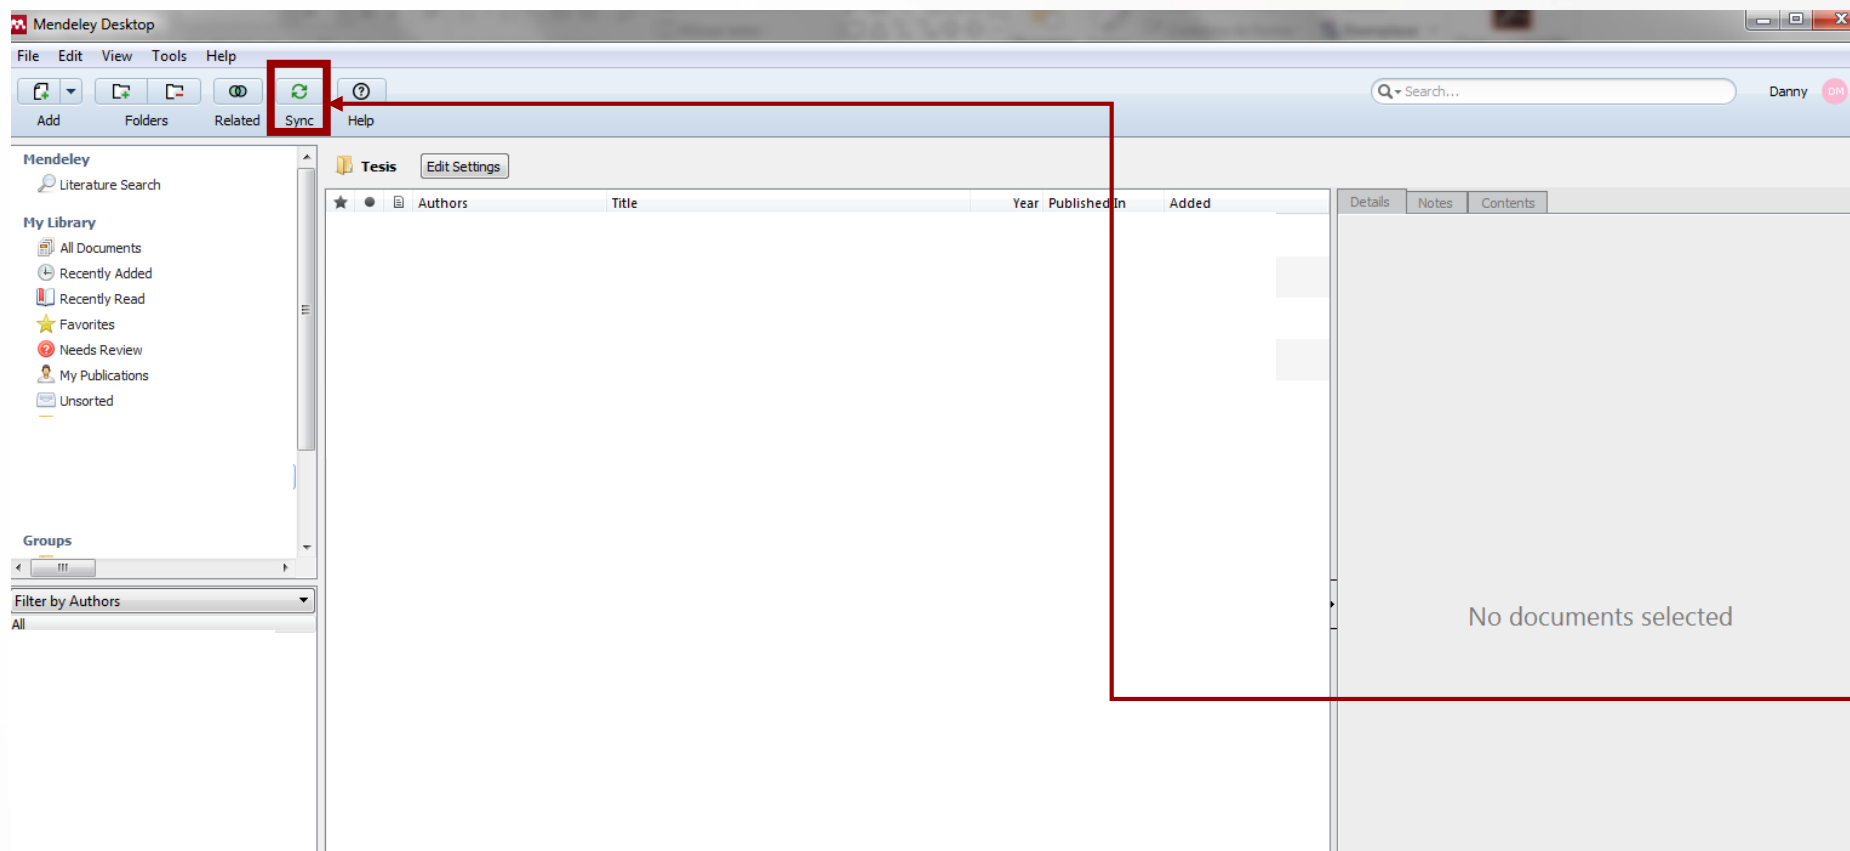 Mendeley Desktop
File Edit View Tools Help
Search... Danny DM
Add Folders Related Sync Help
Mendeley
Literature Search
My Library
All Documents
Recently Added
Recently Read
Favorites
Needs Review
My Publications
Unsorted
Groups
Filter by Authors
All
Tesis Edit Settings
Authors Title Year Published In Added
Details Notes Contents
No documents selected